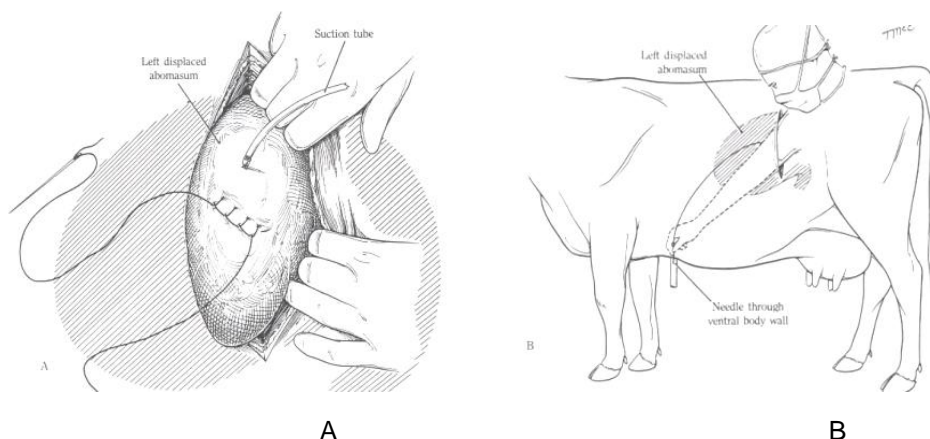 Suction tube
Left displaced
abomasum
A
Left displaced
abomasum
Needle through
ventral body wall
B
A
B